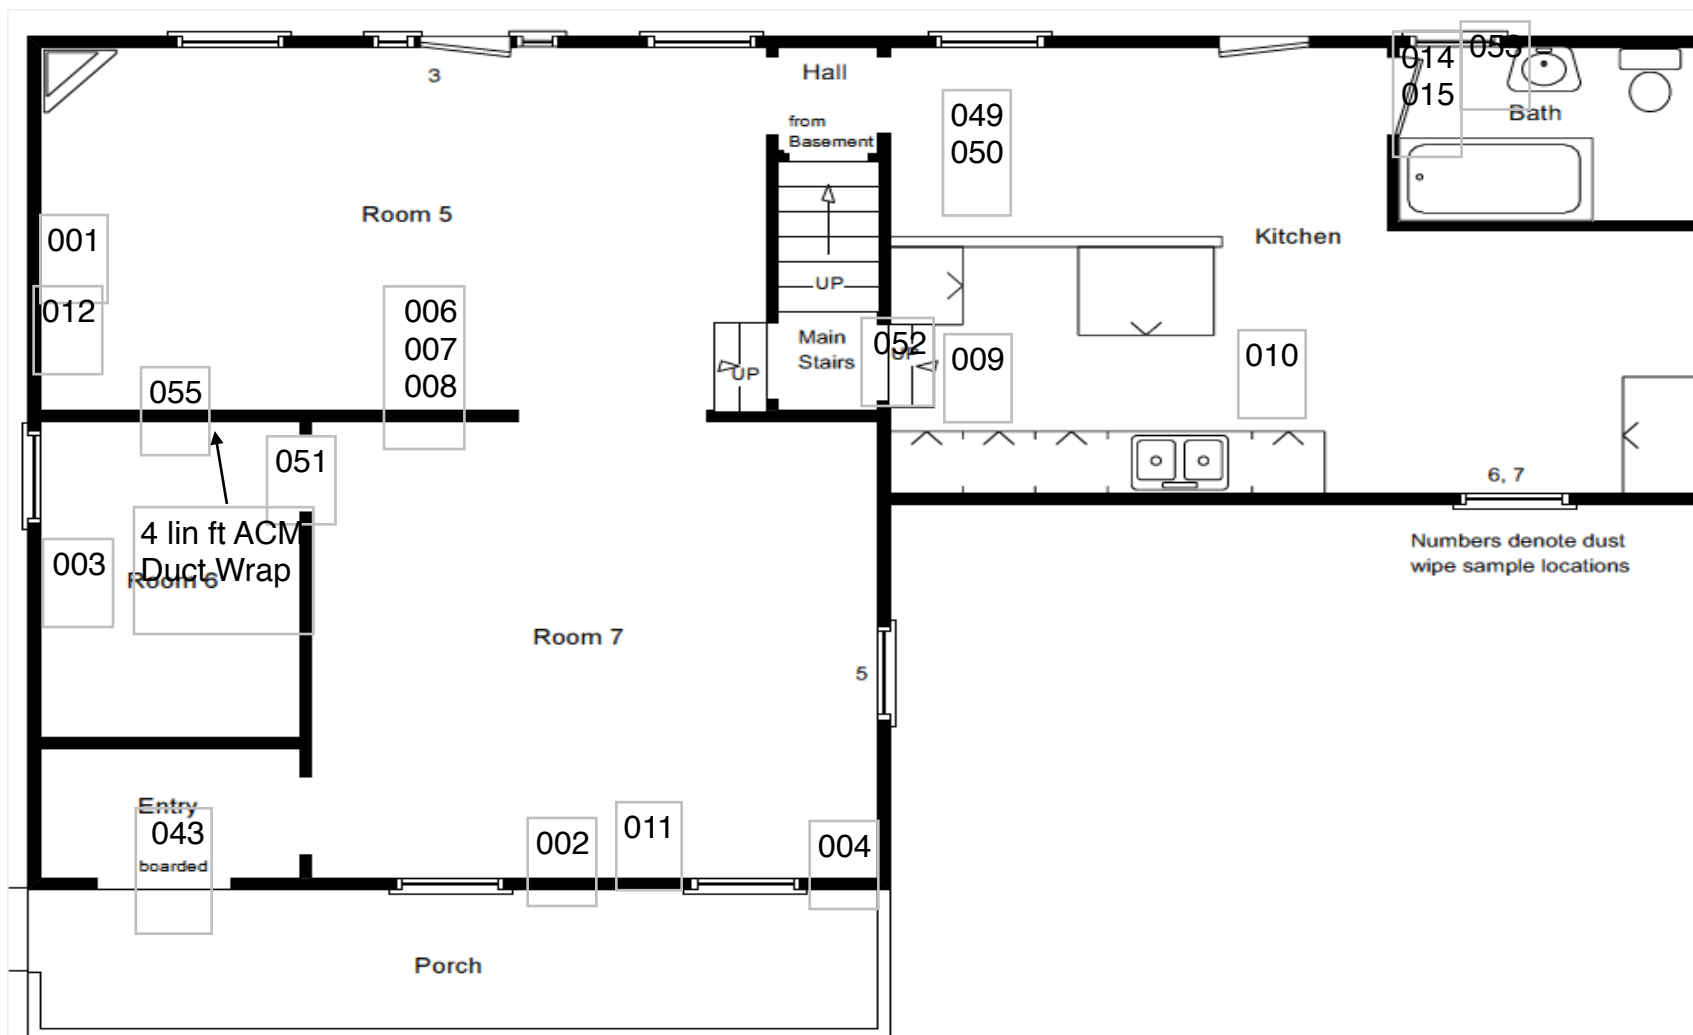 3
Hall
from
Basement
014
015
053
Bath
049
050
Room 5
Kitchen
001
012
006
007
008
UP
Main
Stairs
UP
052
UP
009
010
055
051
6, 7
4 lin ft ACM
Duct Wrap
Numbers denote dust
wipe sample locations
003
Room 6
Room 7
5
Entry
043
boarded
002
011
004
Porch